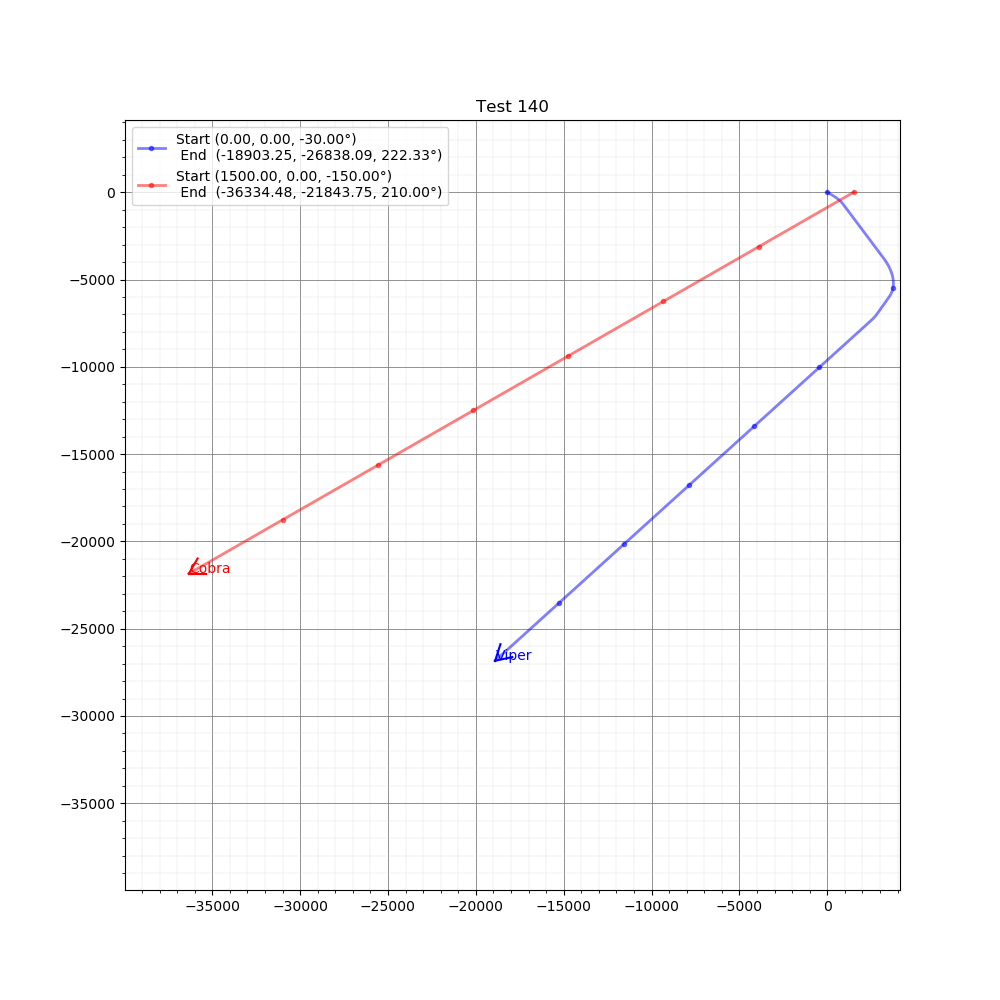 Test 140
Start (0.00, 0.00, -30.00°)
End  (-18903.25, -26838.09, 222.33°)
Start (1500.00, 0.00, -150.00°)
End  (-36334.48, -21843.75, 210.00°)
0
−5000
−10000
−15000
−20000
−25000
−30000
−35000
Cobra
Viper
−35000 −30000 −25000 −20000 −15000 −10000 −5000 0